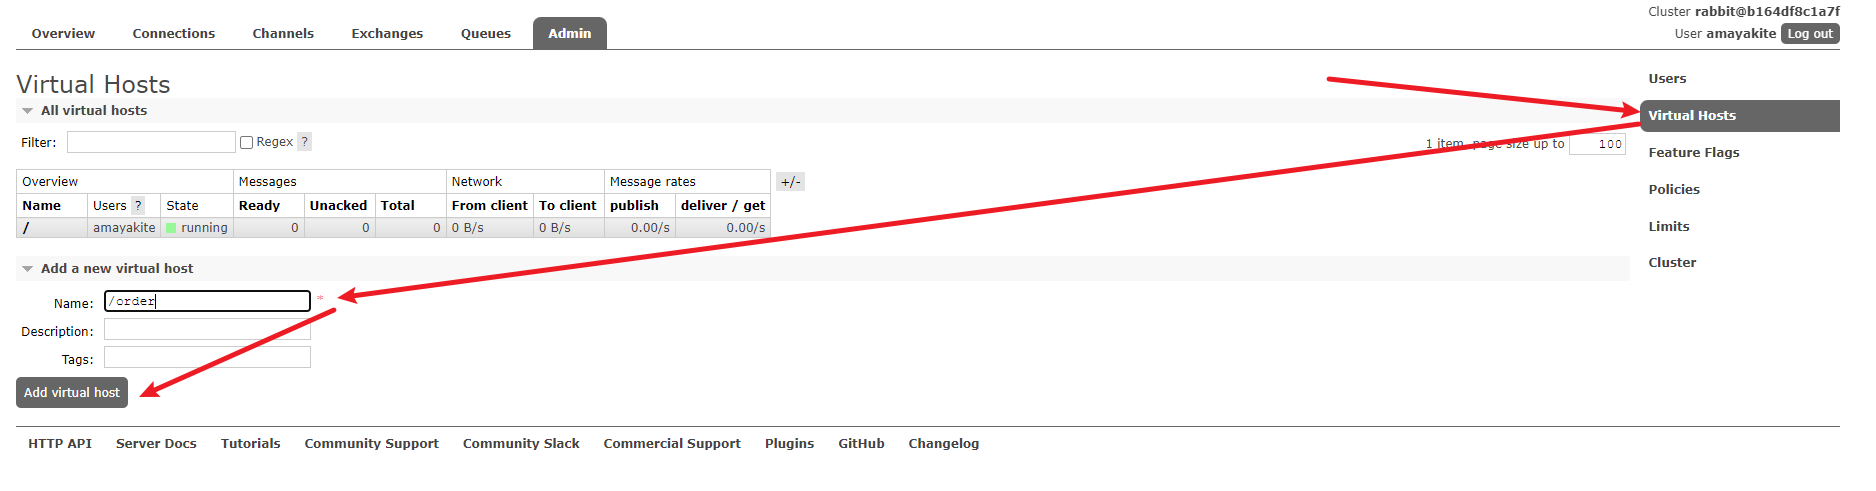 Cluster rabbit@b164df8c1a7f
User amayakite Log out
Overview Connections Channels Exchanges Queues Admin
Virtual Hosts
All virtual hosts
Filter: Regex ?
1 item, page size up to 100
Overview Messages Network Message rates +/-
Name Users ? State Ready Unacked Total From client To client publish deliver / get
/ amayakite running 0 0 0 0 B/s 0 B/s 0.00/s 0.00/s
Add a new virtual host
Name: /order *
Description:
Tags:
Add virtual host
Users
Virtual Hosts
Feature Flags
Policies
Limits
Cluster
HTTP API Server Docs Tutorials Community Support Community Slack Commercial Support Plugins GitHub Changelog